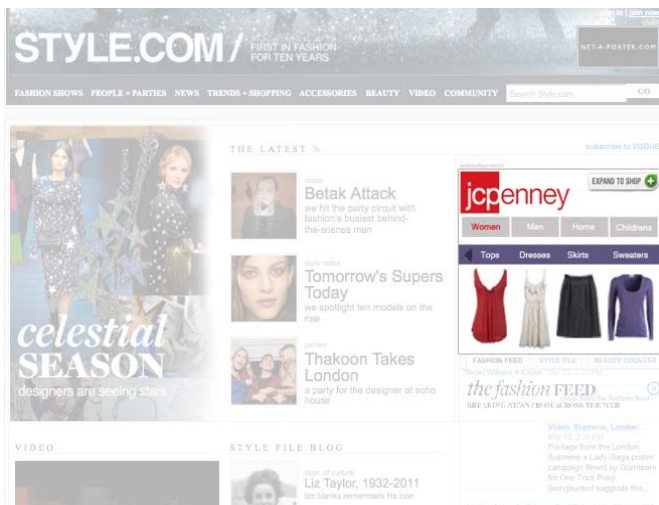 sign in | join now
STYLE.COM/
FIRST IN FASHION
FOR TEN YEARS
NET-A-PORTER.COM
FASHION SHOWS PEOPLE + PARTIES NEWS TRENDS + SHOPPING ACCESSORIES BEAUTY VIDEO COMMUNITY Search Style.com GO
celestial
SEASON
designers are seeing stars
THE LATEST
subscribe to VOGUE
video
Betak Attack
we hit the party circuit with
fashion's busiest behind-
the-scenes man
style notes
Tomorrow's Supers
Today
we spotlight ten models on the
rise
parties
Thakoon Takes
London
a party for the designer at soho
house
advertisement
jcpenney
EXPAND TO SHOP
Women Men Home Childrens
Tops Dresses Skirts Sweaters
FASHION FEED STYLE FILE BEAUTY COUNTER
the fashion FEED
BREAKING NEWS FROM ACROSS THE WEB
Video: Supreme, London...
Footage from the London
Supreme x Lady Gaga poster
campaign filmed by
for One Trick Pony
suggests this...
VIDEO
STYLE FILE BLOG
dept. of culture
Liz Taylor, 1932-2011
tim blanks remembers his icon